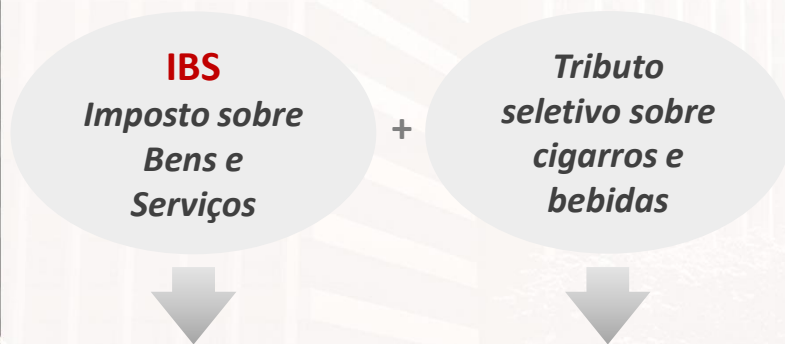 IBS
Imposto sobre
Bens e
Serviços
+
Tributo
seletivo sobre
cigarros e
bebidas